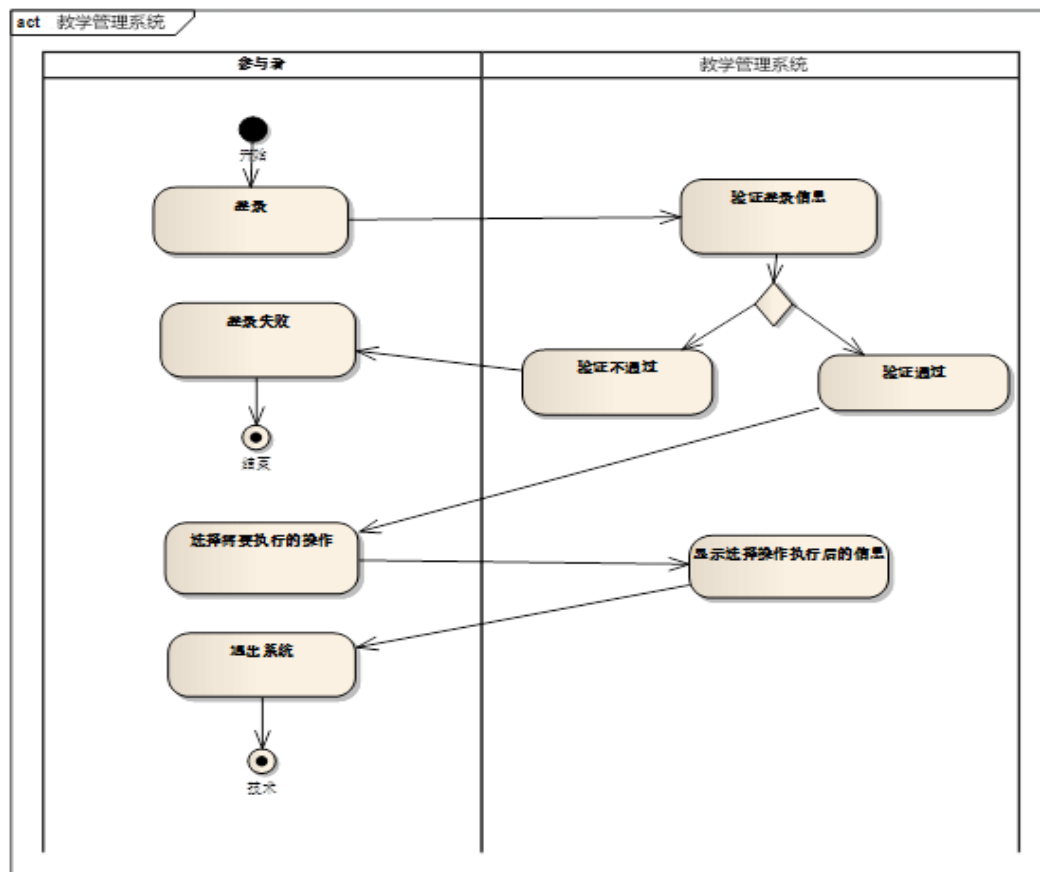 act 教学管理系统
参与者
教学管理系统
开始
登录
验证登录信息
登录失败
验证不通过
验证通过
结束
选择将要执行的操作
显示选择操作执行后的信息
退出系统
技术